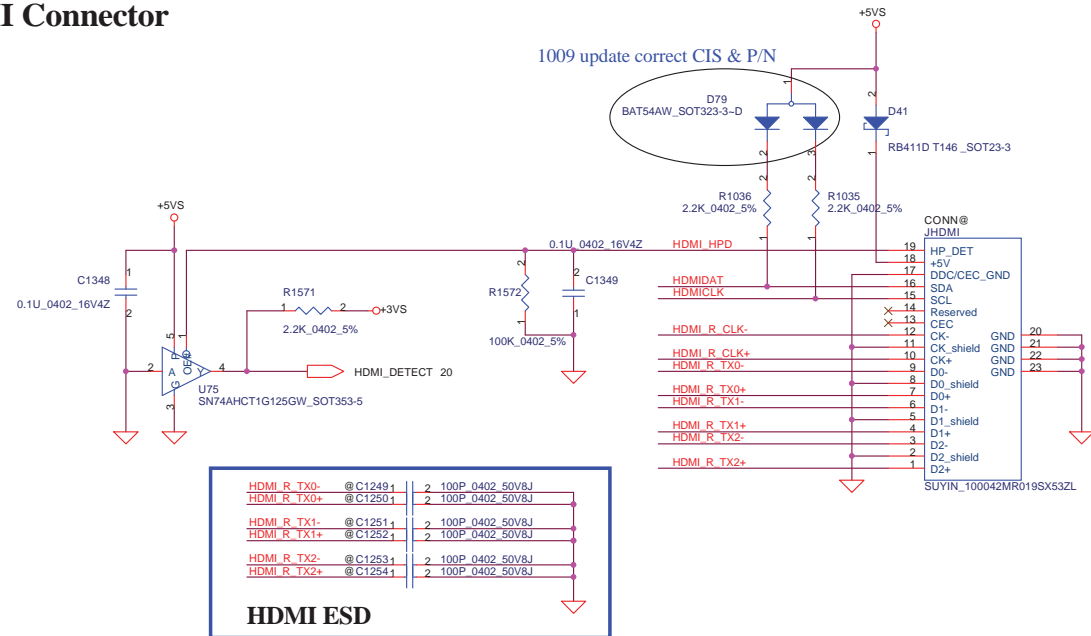 I Connector
+5VS
1009 update correct CIS & P/N
1
D79
BAT54AW_SOT323-3~D
2
D41
RB411D T146 _SOT23-3
2
3
1
2
2
R1036
2.2K_0402_5%
R1035
2.2K_0402_5%
1
1
+5VS
CONN@
JHDMI
0.1U_0402_16V4Z
HDMI_HPD
19 HP_DET
18 +5V
17 DDC/CEC_GND
HDMIDAT
16 SDA
HDMICLK
15 SCL
14 Reserved
13 CEC
HDMI_R_CLK-
12 CK-
GND 20
11 CK_shield
GND 21
HDMI_R_CLK+
10 CK+
GND 22
HDMI_R_TX0-
9 D0-
GND 23
8 D0_shield
HDMI_R_TX0+
7 D0+
HDMI_R_TX1-
6 D1-
5 D1_shield
HDMI_R_TX1+
4 D1+
HDMI_R_TX2-
3 D2-
2 D2_shield
HDMI_R_TX2+
1 D2+
SUYIN_100042MR019SX53ZL
C1348
1
0.1U_0402_16V4Z
2
R1571
1
2
+3VS
2.2K_0402_5%
2
R1572
1
100K_0402_5%
2
C1349
1
5
1
P
OE#
2
A
Y
4
G
3
HDMI_DETECT 20
U75
SN74AHCT1G125GW_SOT353-5
HDMI_R_TX0- @C1249 1 2 100P_0402_50V8J
HDMI_R_TX0+ @C1250 1 2 100P_0402_50V8J
HDMI_R_TX1- @C1251 1 2 100P_0402_50V8J
HDMI_R_TX1+ @C1252 1 2 100P_0402_50V8J
HDMI_R_TX2- @C1253 1 2 100P_0402_50V8J
HDMI_R_TX2+ @C1254 1 2 100P_0402_50V8J
HDMI ESD